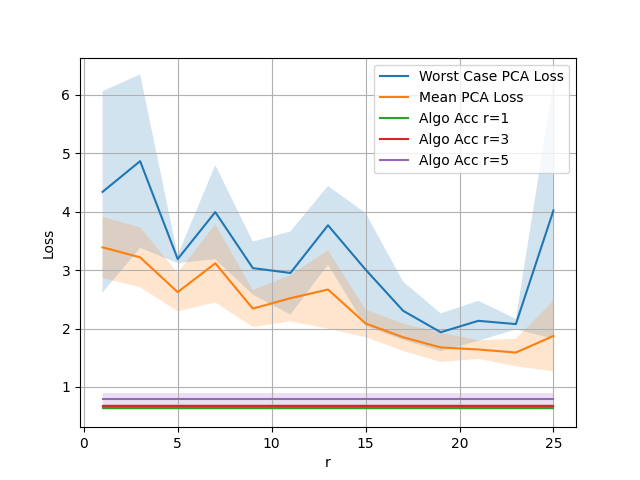 Worst Case PCA Loss
Mean PCA Loss
Algo Acc r=1
Algo Acc r=3
Algo Acc r=5
6
5
4
3
2
1
Loss
0 5 10 15 20 25
r